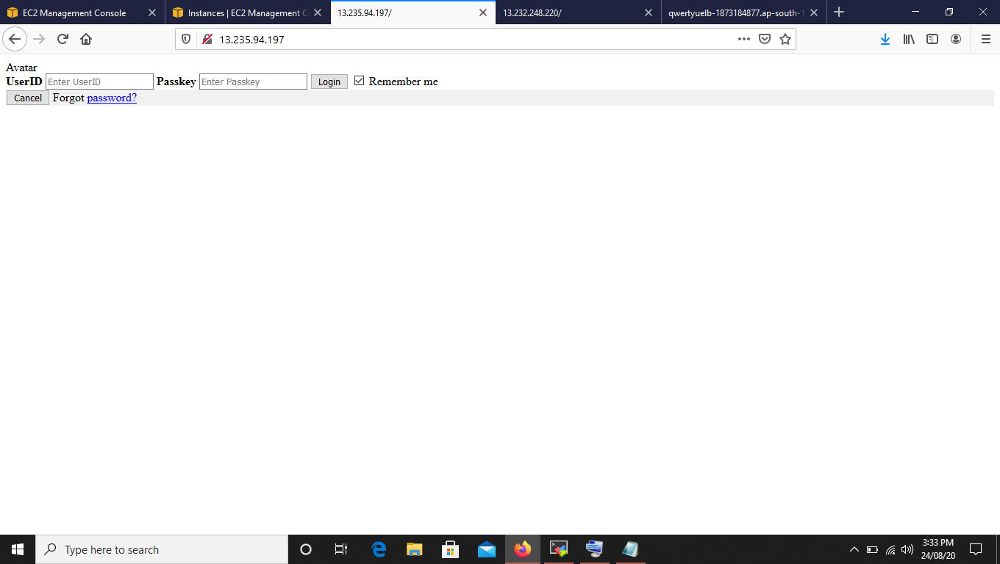 EC2 Management Console
Instances | EC2 Management C
13.235.94.197/
13.232.248.220/
qwertyuelb-1873184877.ap-south-1
13.235.94.197
Avatar
UserID Enter UserID Passkey Enter Passkey Login Remember me
Cancel Forgot password?
Type here to search
3:33 PM
24/08/20